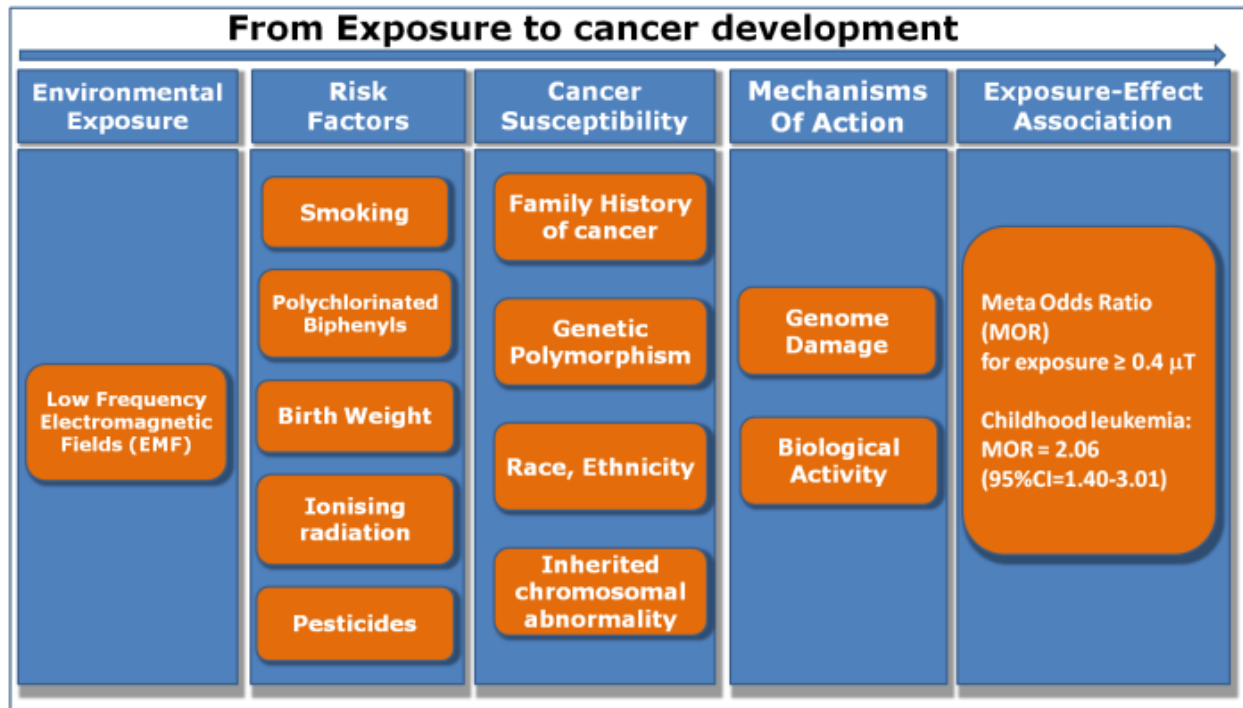 From Exposure to cancer development
Environmental
Exposure
Risk
Factors
Cancer
Susceptibility
Mechanisms
Of Action
Exposure-Effect
Association
Low Frequency
Electromagnetic
Fields (EMF)
Smoking
Polychlorinated
Biphenyls
Birth Weight
Ionising
radiation
Pesticides
Family History
of cancer
Genetic
Polymorphism
Race, Ethnicity
Inherited
chromosomal
abnormality
Genome
Damage
Biological
Activity
Meta Odds Ratio
(MOR)
for exposure ≥ 0.4 μT
Childhood leukemia:
MOR = 2.06
(95%CI=1.40-3.01)